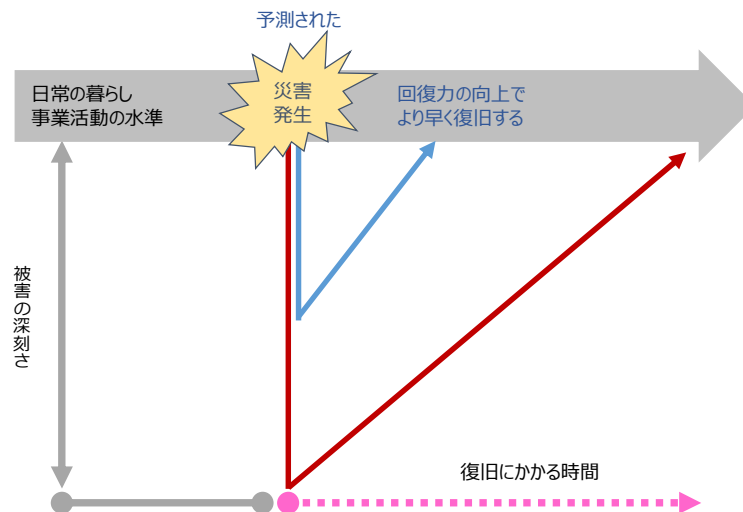 予測された
日常の暮らし
事業活動の水準
災害
発生
回復力の向上で
より早く復旧する
被害の深刻さ
復旧にかかる時間